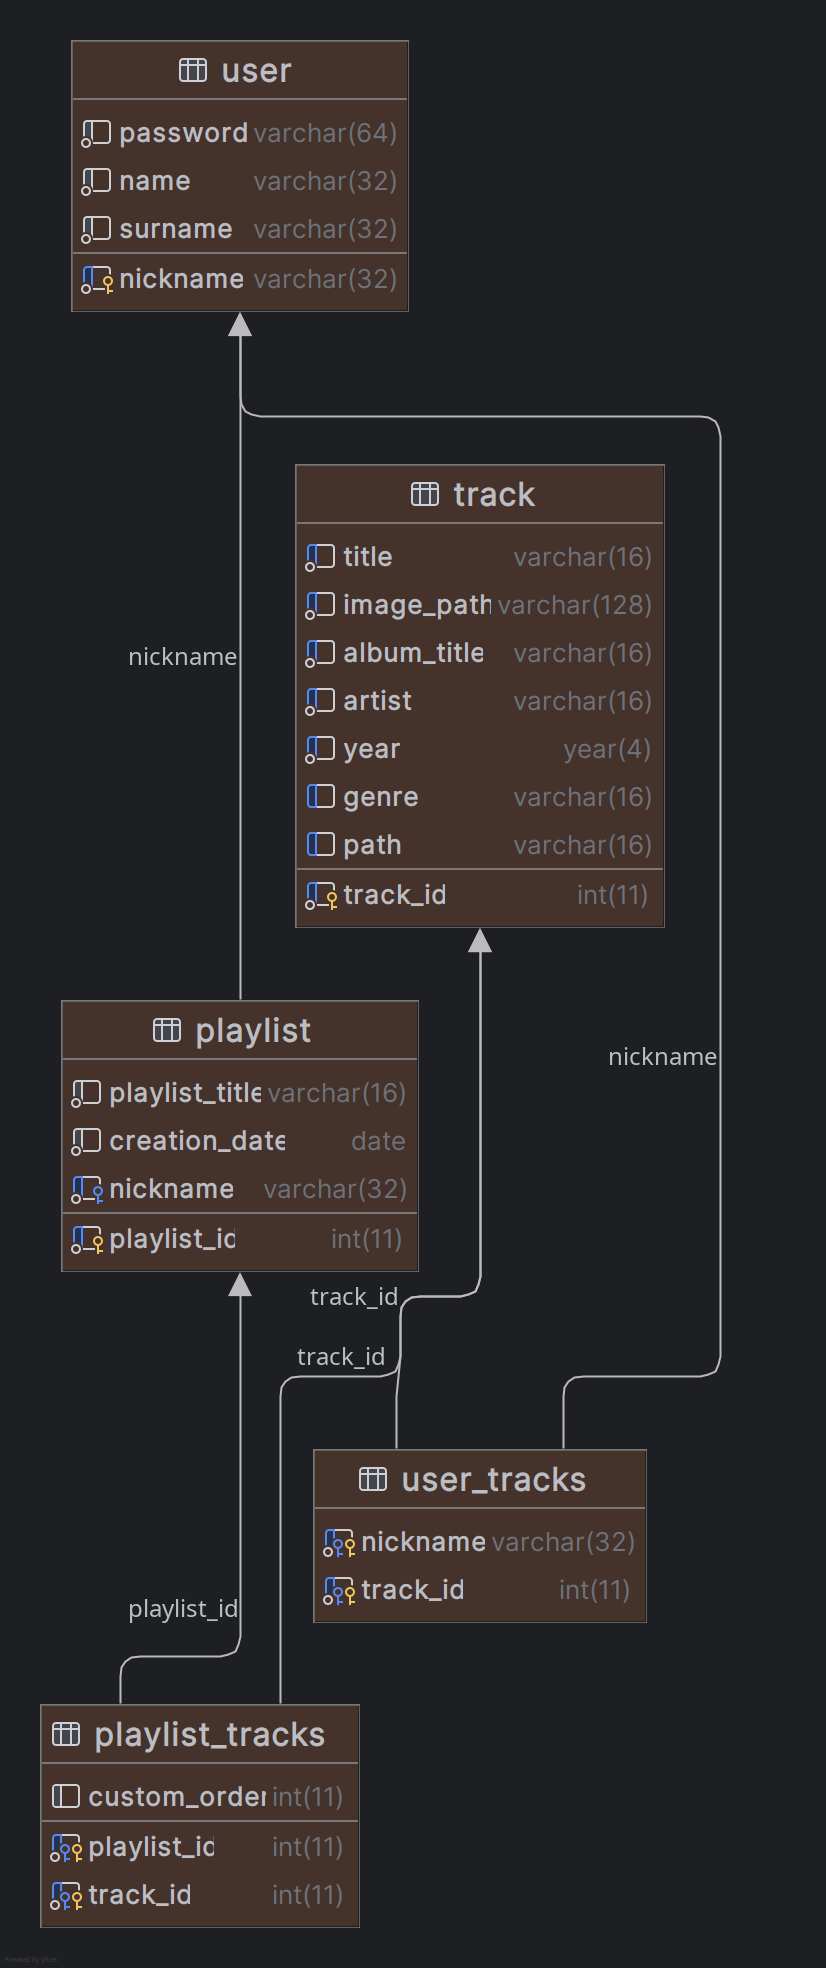 user
password varchar(64)
name varchar(32)
surname varchar(32)
nickname varchar(32)
track
title varchar(16)
image_path varchar(128)
album_title varchar(16)
artist varchar(16)
year year(4)
genre varchar(16)
path varchar(16)
track_id int(11)
nickname
playlist
playlist_title varchar(16)
creation_date date
nickname varchar(32)
playlist_id int(11)
nickname
track_id
track_id
user_tracks
nickname varchar(32)
track_id int(11)
playlist_id
playlist_tracks
custom_order int(11)
playlist_id int(11)
track_id int(11)
Powered by yFiles